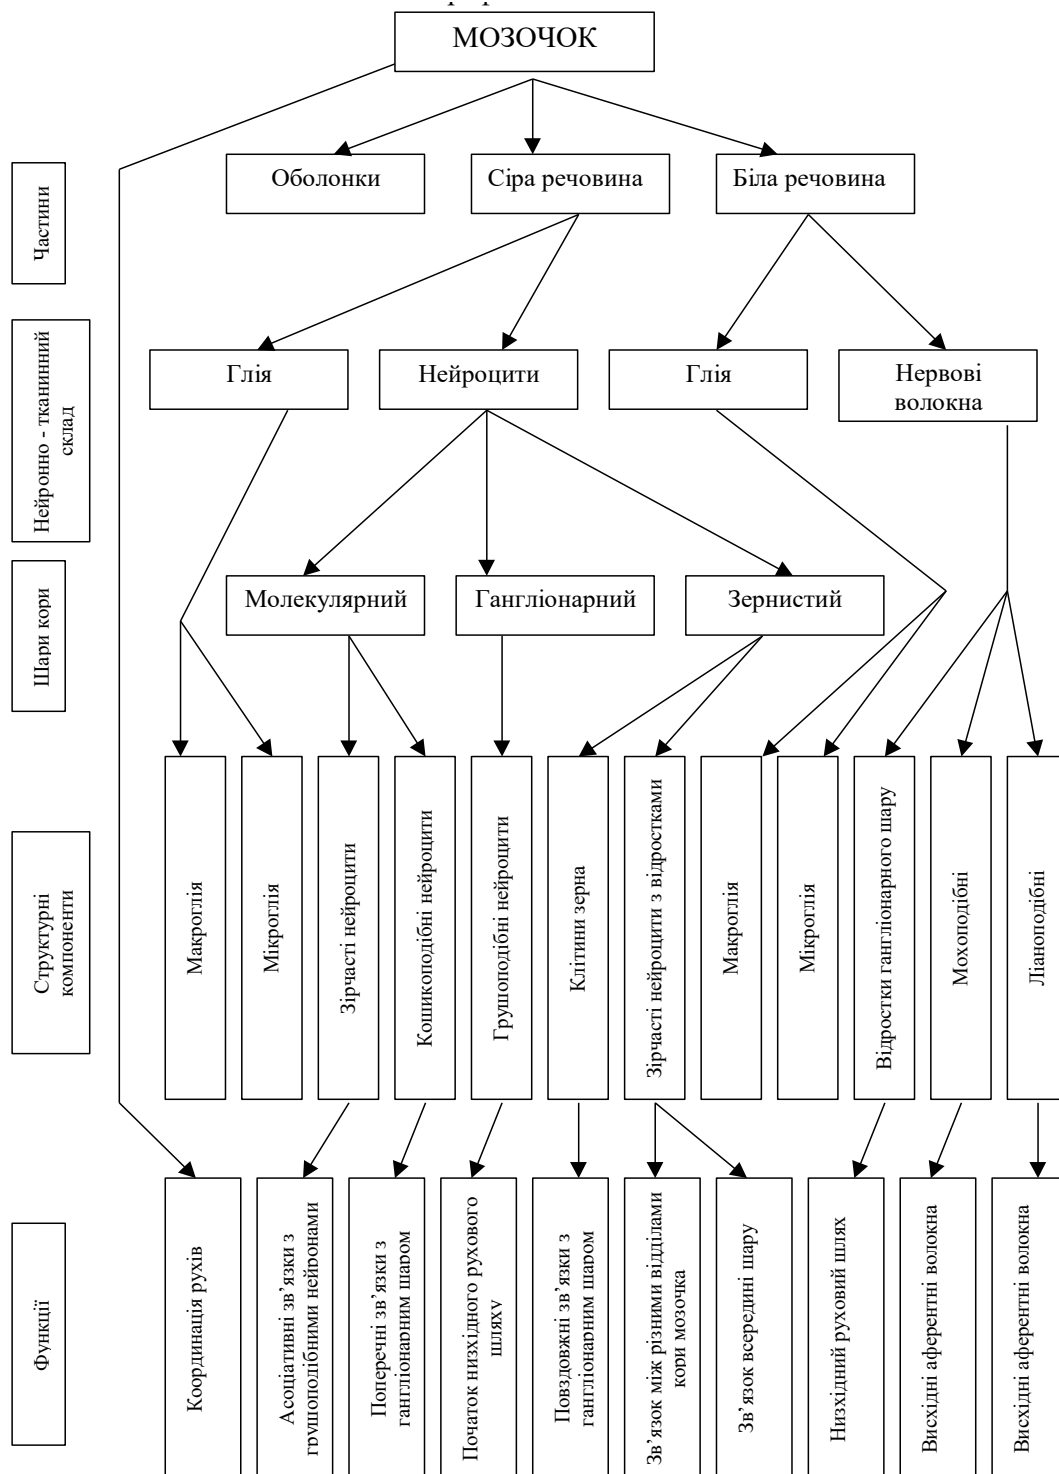 МОЗОЧОК
Частини
Оболонки
Сіра речовина
Біла речовина
Нейронно - тканинний
склад
Глія
Нейроцити
Глія
Нервові
волокна
Шари кори
Молекулярний
Гангліонарний
Зернистий
Структурні
компоненти
Макроглія
Мікроглія
Зірчасті нейроцити
Кошикоподібні нейроцити
Грушоподібні нейроцити
Клітини зерна
Зірчасті нейроцити з відростками
Макроглія
Мікроглія
Відростки гангліонарного шару
Мохоподібні
Ліаноподібні
Функції
Координація рухів
Асоціативні зв’язки з
грушоподібними нейронами
Поперечні зв’язки з
гангліонарним шаром
Початок низхідного рухового
шляху
Повздовжні зв’язки з
гангліонарним шаром
Зв’язок між різними відділами
кори мозочка
Зв’язок всередині шару
Низхідний руховий шлях
Висхідні аферентні волокна
Висхідні аферентні волокна